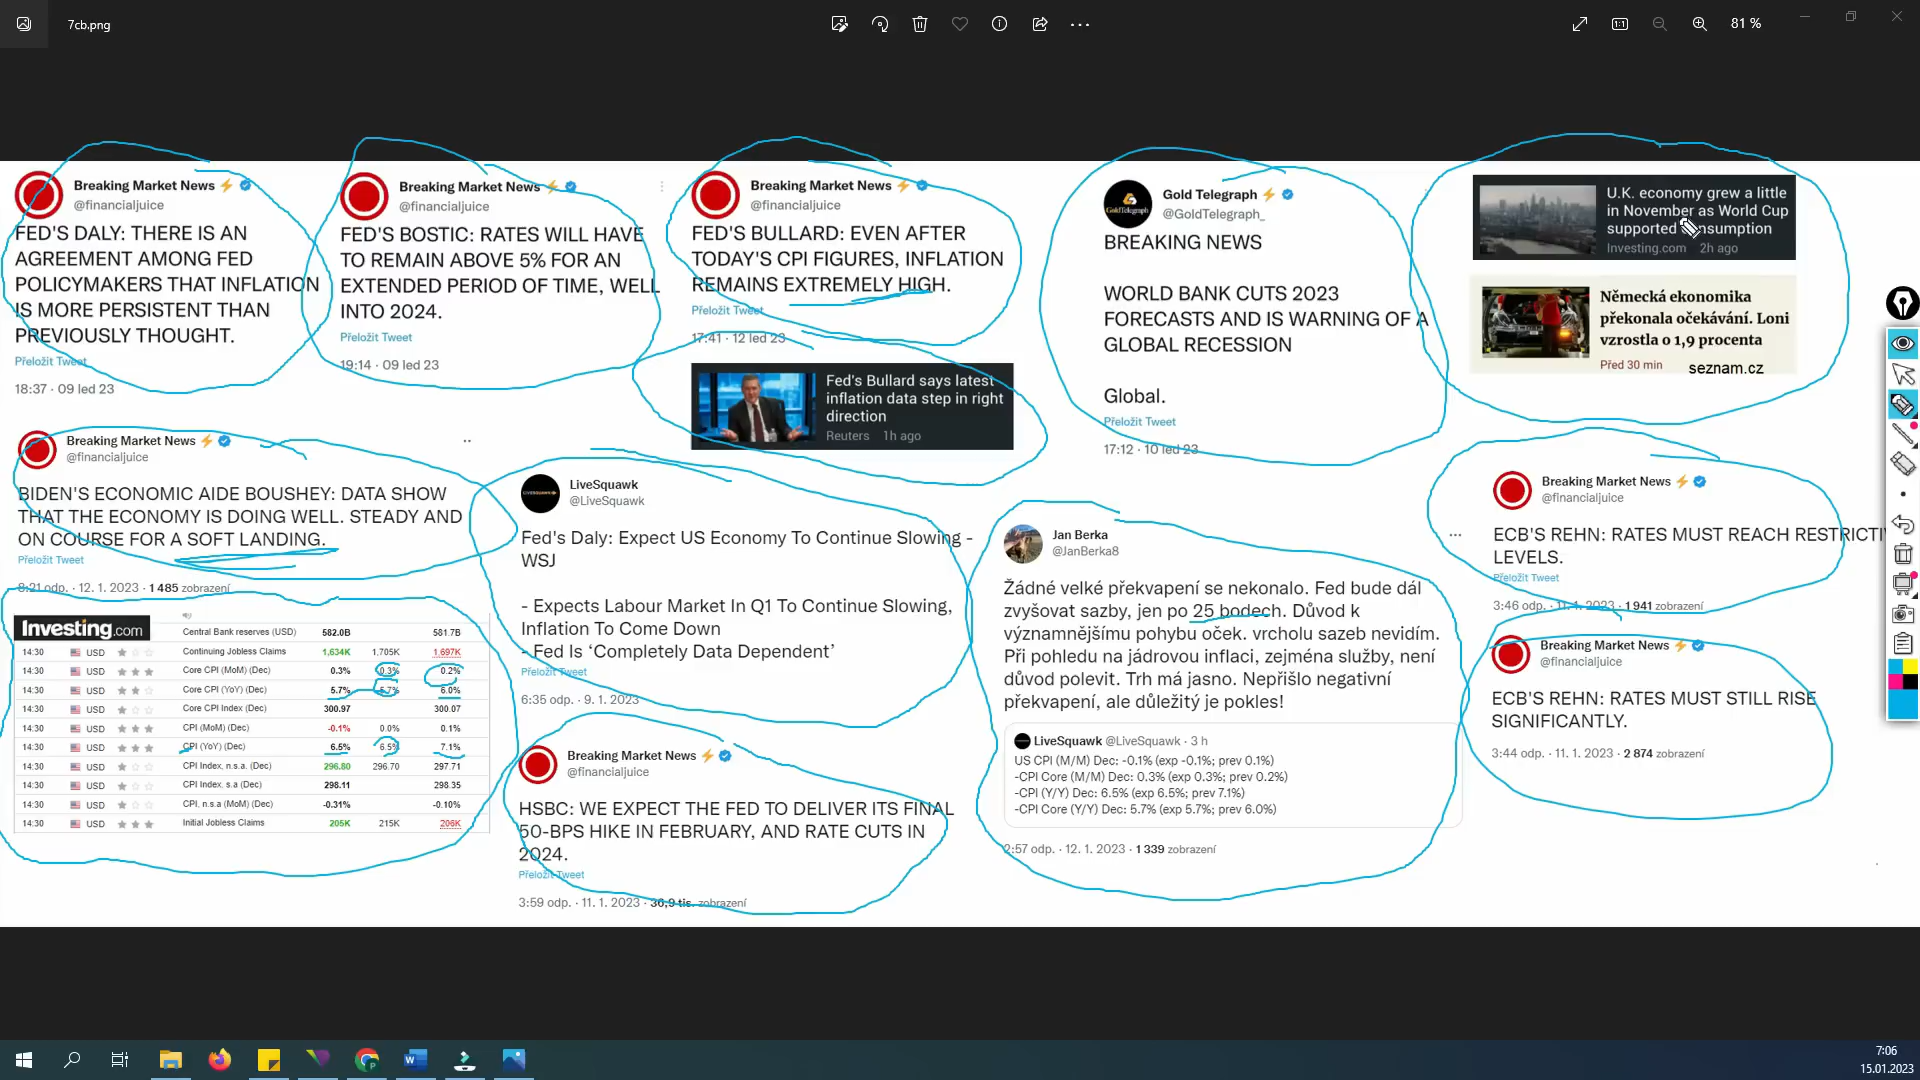 7cb.png
81 %
Breaking Market News
@financialjuice
FED'S DALY: THERE IS AN
AGREEMENT AMONG FED
POLICYMAKERS THAT INFLATION
IS MORE PERSISTENT THAN
PREVIOUSLY THOUGHT.
Přeložit Tweet
18:37 · 09 led 23
Breaking Market News
@financialjuice
FED'S BOSTIC: RATES WILL HAVE
TO REMAIN ABOVE 5% FOR AN
EXTENDED PERIOD OF TIME, WELL
INTO 2024.
Přeložit Tweet
19:14 · 09 led 23
Breaking Market News
@financialjuice
FED'S BULLARD: EVEN AFTER
TODAY'S CPI FIGURES, INFLATION
REMAINS EXTREMELY HIGH.
Přeložit Tweet
17:41 · 12 led 23
Fed's Bullard says latest
inflation data step in right
direction
Reuters 1h ago
Gold Telegraph
@GoldTelegraph_
GoldTelegraph
BREAKING NEWS
WORLD BANK CUTS 2023
FORECASTS AND IS WARNING OF A
GLOBAL RECESSION
Global.
Přeložit Tweet
17:12 · 10 led 23
U.K. economy grew a little
in November as World Cup
supported consumption
Investing.com 2h ago
Německá ekonomika
překonala očekávání. Loni
vzrostla o 1,9 procenta
Před 30 min
seznam.cz
Breaking Market News
@financialjuice
BIDEN'S ECONOMIC AIDE BOUSHEY: DATA SHOW
THAT THE ECONOMY IS DOING WELL. STEADY AND
ON COURSE FOR A SOFT LANDING.
Přeložit Tweet
8:21 odp. · 12. 1. 2023 · 1 485 zobrazení
LiveSquawk
@LiveSquawk
Fed's Daly: Expect US Economy To Continue Slowing -
WSJ
- Expects Labour Market In Q1 To Continue Slowing,
Inflation To Come Down
- Fed Is ‘Completely Data Dependent’
Přeložit Tweet
6:35 odp. · 9. 1. 2023
Jan Berka
@JanBerka8
Žádné velké překvapení se nekonalo. Fed bude dál
zvyšovat sazby, jen po 25 bodech. Důvod k
významnějšímu pohybu oček. vrcholu sazeb nevidím.
Při pohledu na jádrovou inflaci, zejména služby, není
důvod polevit. Trh má jasno. Nepřišlo negativní
překvapení, ale důležitý je pokles!
LiveSquawk @LiveSquawk · 3 h
US CPI (M/M) Dec: -0.1% (exp -0.1%; prev 0.1%)
-CPI Core (M/M) Dec: 0.3% (exp 0.3%; prev 0.2%)
-CPI (Y/Y) Dec: 6.5% (exp 6.5%; prev 7.1%)
-CPI Core (Y/Y) Dec: 5.7% (exp 5.7%; prev 6.0%)
2:57 odp. · 12. 1. 2023 · 1 339 zobrazení
Breaking Market News
@financialjuice
ECB'S REHN: RATES MUST REACH RESTRICTI
LEVELS.
Přeložit Tweet
3:46 odp. · 11. 1. 2023 · 1 941 zobrazení
Breaking Market News
@financialjuice
ECB'S REHN: RATES MUST STILL RISE
SIGNIFICANTLY.
3:44 odp. · 11. 1. 2023 · 2 874 zobrazení
Investing.com
Central Bank reserves (USD) 582.0B 581.7B
14:30 USD Continuing Jobless Claims 1,634K 1,705K 1,697K
14:30 USD Core CPI (MoM) (Dec) 0.3% 0.3% 0.2%
14:30 USD Core CPI (YoY) (Dec) 5.7% 5.7% 6.0%
14:30 USD Core CPI Index (Dec) 300.97 300.07
14:30 USD CPI (MoM) (Dec) -0.1% 0.0% 0.1%
14:30 USD CPI (YoY) (Dec) 6.5% 6.5% 7.1%
14:30 USD CPI Index, n.s.a. (Dec) 296.80 296.70 297.71
14:30 USD CPI Index, s.a (Dec) 298.11 298.35
14:30 USD CPI, n.s.a (MoM) (Dec) -0.31% -0.10%
14:30 USD Initial Jobless Claims 205K 215K 206K
Breaking Market News
@financialjuice
HSBC: WE EXPECT THE FED TO DELIVER ITS FINAL
50-BPS HIKE IN FEBRUARY, AND RATE CUTS IN
2024.
Přeložit Tweet
3:59 odp. · 11. 1. 2023 · 36,9 tis. zobrazení
7:06
15.01.2023